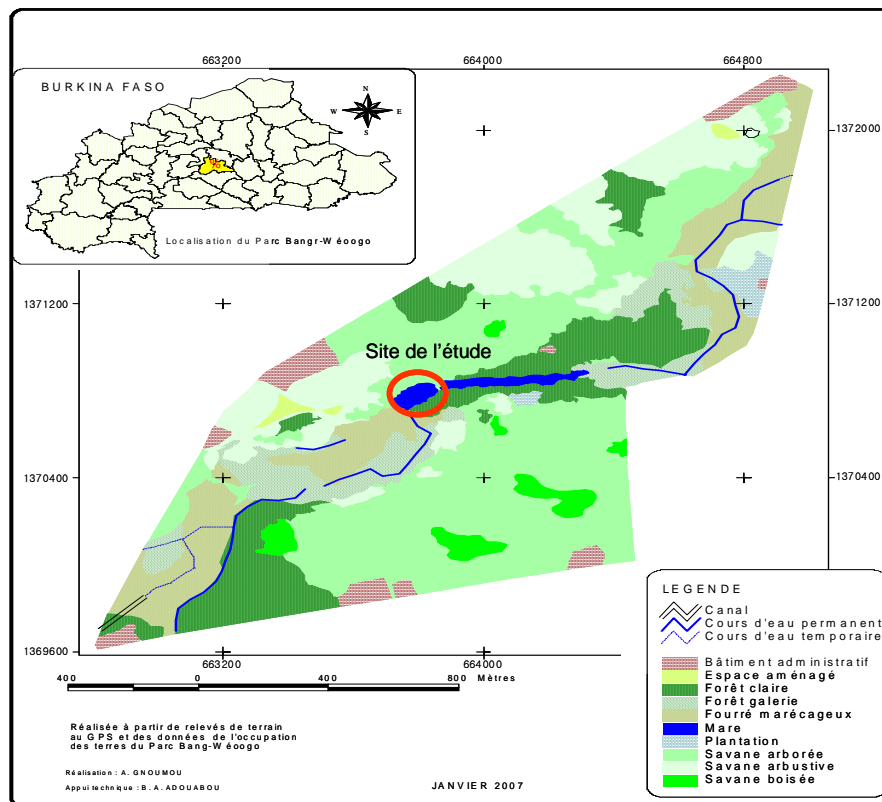 663200 664000 664800
BURKINA FASO
N
W E
S
Localisation du Parc Bangr-W éoogo
1372000
1371200 1371200
Site de l'étude
1370400 1370400
1369600
663200 664000
400 0 400 800 Mètres
Réalisée à partir de relevés de terrain
au GPS et des données de l'occupation
des terres du Parc Bang-W éoogo
Réalisation : A. GNOUMOU
Appui technique : B. A. ADOUABOU
JANVIER 2007
LEGENDE
Canal
Cours d'eau permanent
Cours d'eau temporaire
Bâtiment administratif
Espace aménagé
Forêt claire
Forêt galerie
Fourré marécageux
Mare
Plantation
Savane arborée
Savane arbustive
Savane boisée